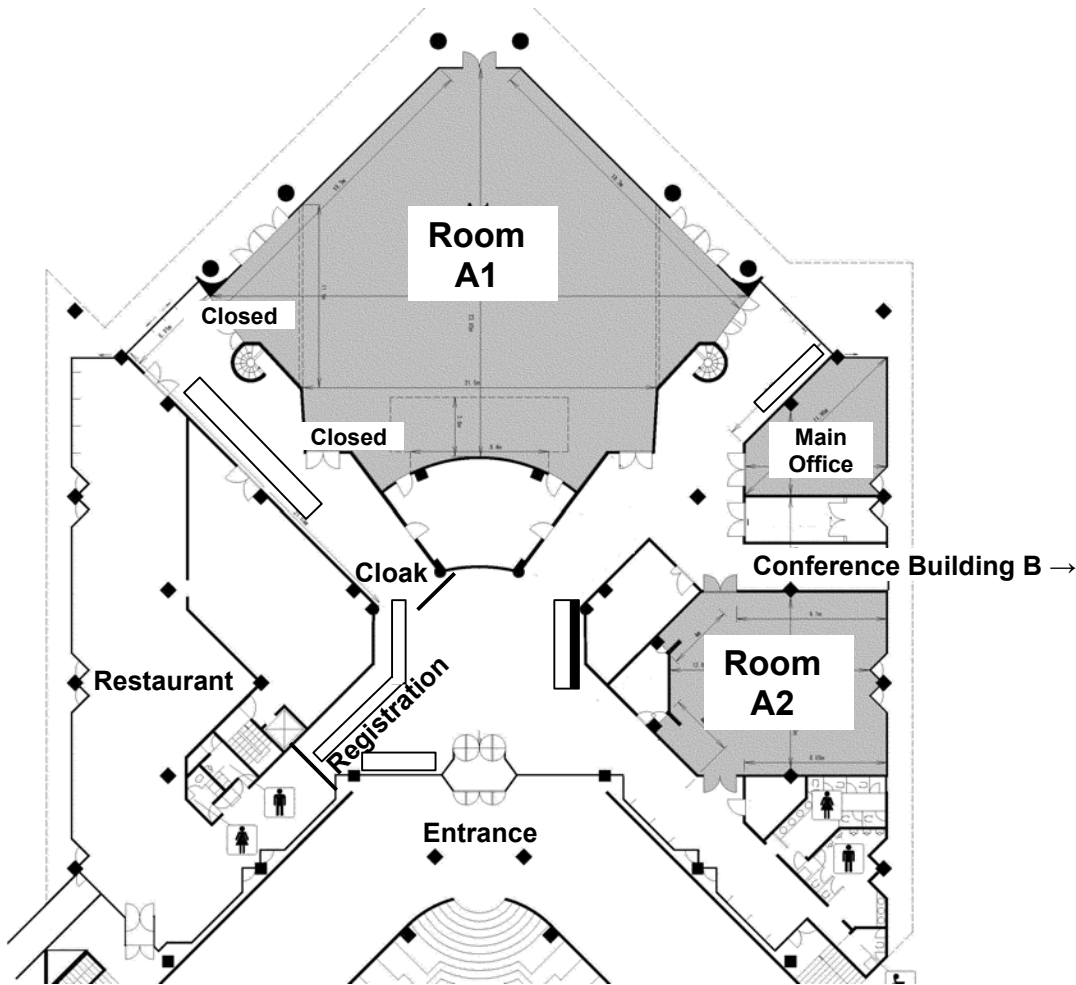 Room
A1
Closed
Closed
Main
Office
Conference Building B →
Cloak
Room
A2
Restaurant
Registration
Entrance